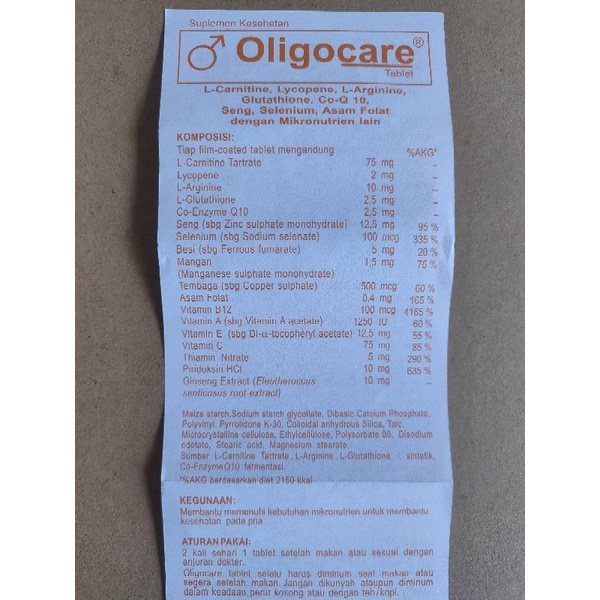 Suplemen Kesehatan
Oligocare®
Tablet
L-Carnitine, Lycopene, L-Arginine,
Glutathione, Co-Q 10,
Seng, Selenium, Asam Folat
dengan Mikronutrien lain
KOMPOSISI:
Tiap film-coated tablet mengandung %AKG*
L-Carnitine Tartrate 75 mg –
Lycopene 2 mg –
L-Arginine 10 mg –
L-Glutathione 2,5 mg –
Co-Enzyme Q10 2,5 mg –
Seng (sbg Zinc sulphate monohydrate) 12,5 mg 95 %
Selenium (sbg Sodium selenate) 100 mcg 335 %
Besi (sbg Ferrous fumarate) 5 mg 20 %
Mangan 1,5 mg 75 %
(Manganese sulphate monohydrate)
Tembaga (sbg Copper sulphate) 500 mcg 60 %
Asam Folat 0,4 mg 165 %
Vitamin B12 100 mcg 4165 %
Vitamin A (sbg Vitamin A acetate) 1250 IU 60 %
Vitamin E (sbg Dl-α-tocopheryl acetate) 12,5 mg 55 %
Vitamin C 75 mg 85 %
Thiamin Nitrate 5 mg 290 %
Piridoksin HCl 10 mg 635 %
Ginseng Extract (Eleutheroccus 10 mg –
senticosus root extract)
Maize starch,Sodium starch glycollate, Dibasic Calcium Phosphate,
Polyvinyl Pyrrolidone K-30, Colloidal anhydrous Silica, Talc,
Microcrystalline cellulose, Ethylcellulose, Polysorbate 80, Disodium
edetate, Stearic acid, Magnesium stearate.
Sumber L-Carnitine Tartrate, L-Arginine, L-Glutathione : sintetik,
Co-Enzyme Q10: fermentasi.
*%AKG berdasarkan diet 2150 kkal
KEGUNAAN:
Membantu memenuhi kebutuhan mikronutrien untuk membantu
kesehatan pada pria
ATURAN PAKAI:
2 kali sehari 1 tablet setelah makan atau sesuai dengan
anjuran dokter.
Oligocare tablet selalu harus diminum saat makan atau
segera setelah makan. Jangan dikunyah ataupun diminum
dalam keadaan perut kosong atau dengan teh/kopi.